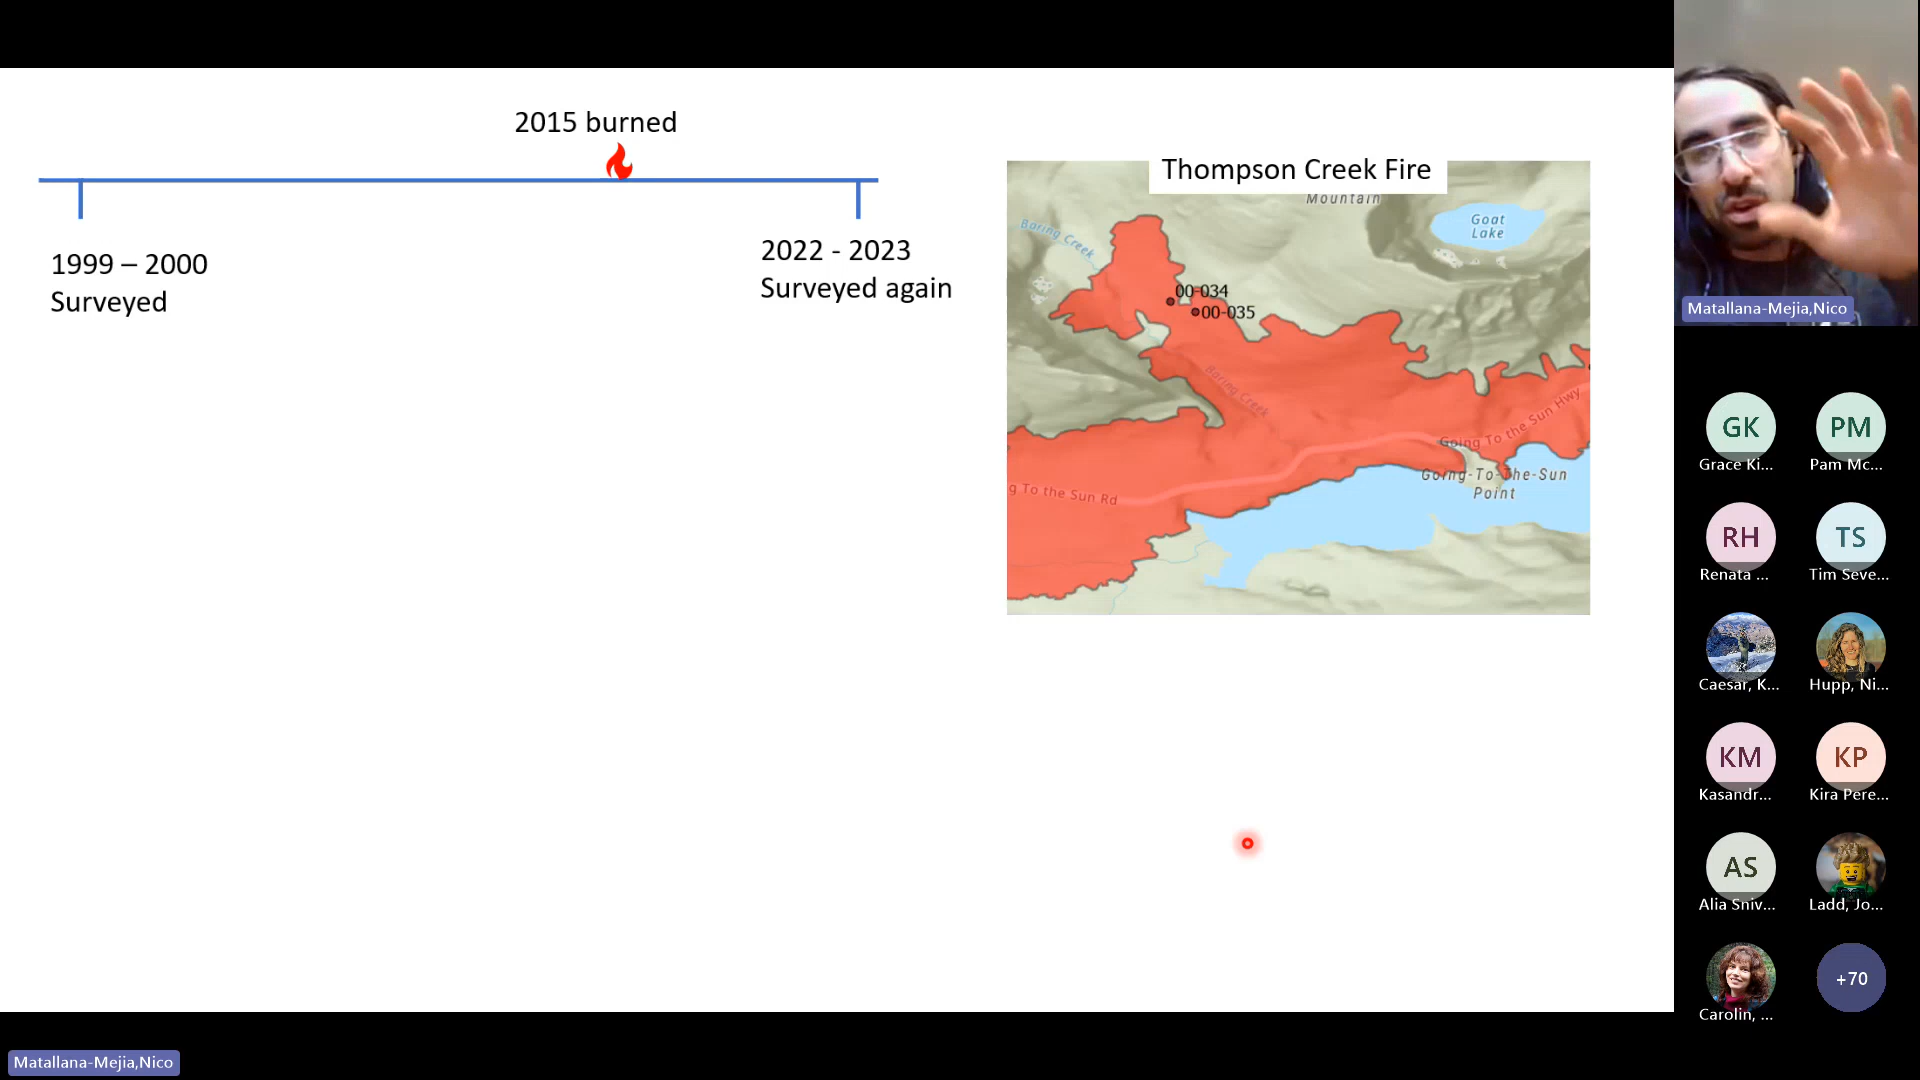 2015 burned
1999 – 2000
Surveyed
2022 - 2023
Surveyed again
Thompson Creek Fire
Mountain
Goat
Lake
Baring Creek
00-034
00-035
Baring Creek
Going To the Sun Hwy
Going-To-The-Sun
Point
g To the Sun Rd
Matallana-Mejia,Nico
GK
Grace Ki...
PM
Pam Mc...
RH
Renata ...
TS
Tim Seve...
Caesar, K...
Hupp, Ni...
KM
Kasandr...
KP
Kira Pere...
AS
Alia Sniv...
Ladd, Jo...
Carolin, ...
+70
Matallana-Mejia,Nico